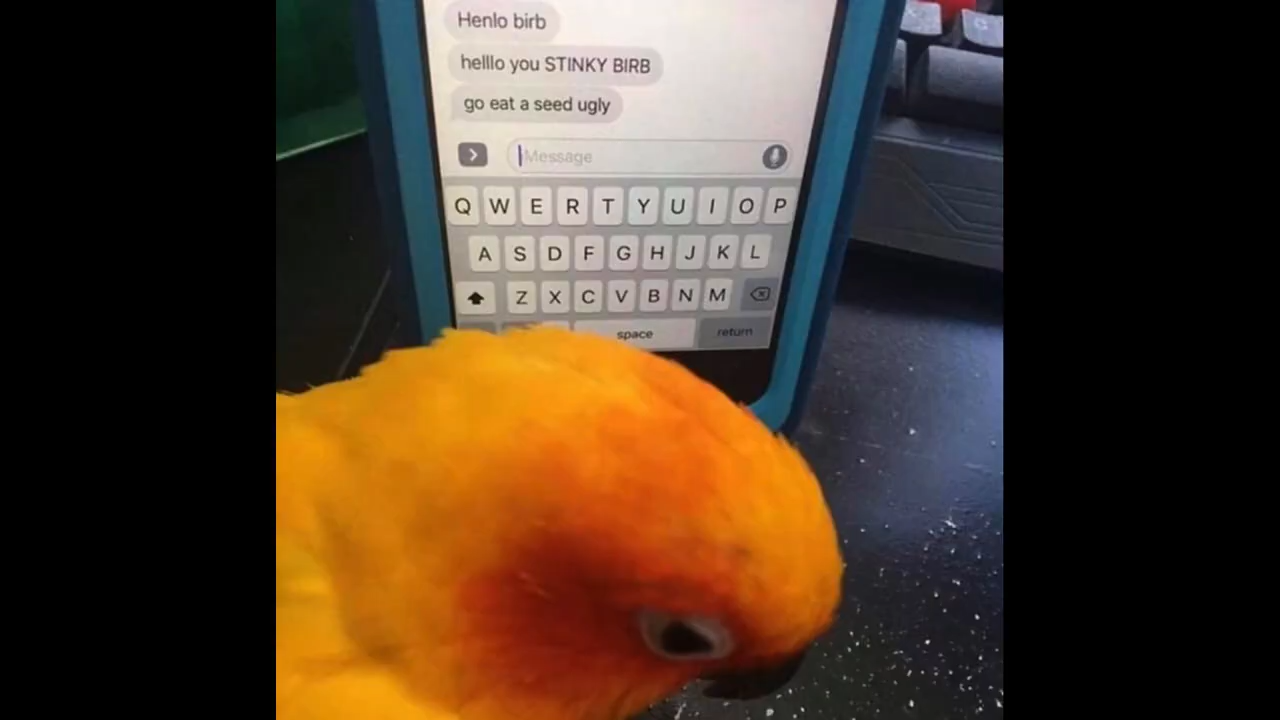 Henlo birb
helllo you STINKY BIRB
go eat a seed ugly
Message
Q W E R T Y U I O P
A S D F G H J K L
Z X C V B N M
space return